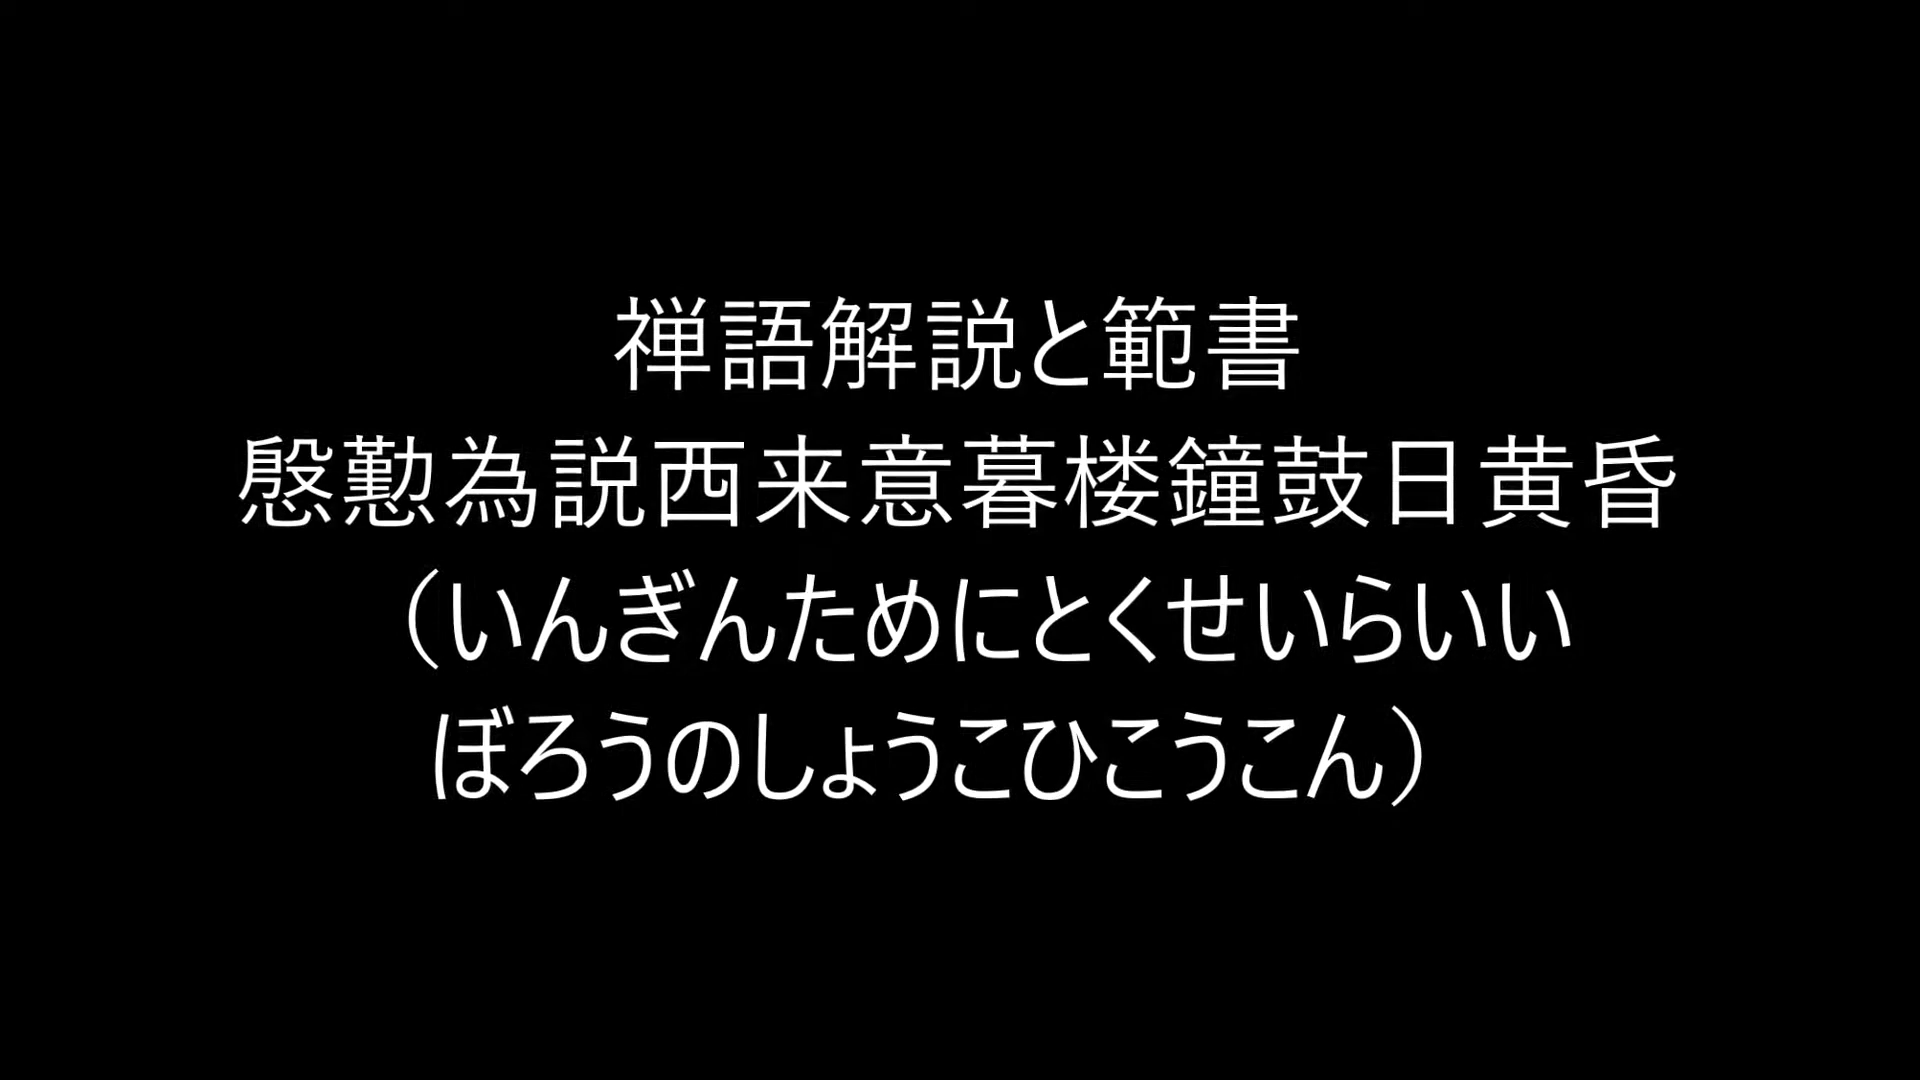 禅語解説と範書
慇懃為説西来意暮楼鐘鼓日黄昏
（いんぎんためにとくせいらいい
ぼろうのしょうこひこうこん）